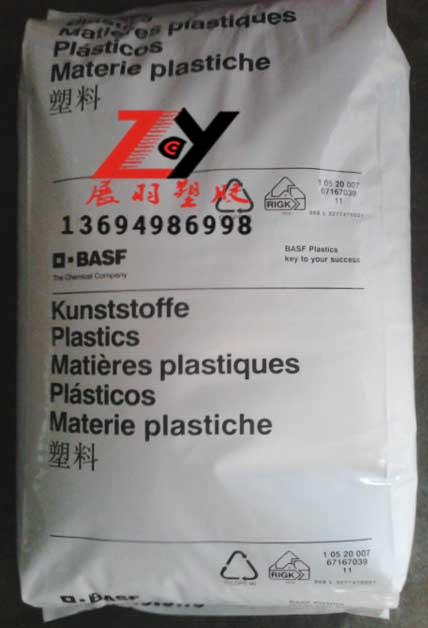 Matières plastiques
Plásticos
Materie plastiche
塑料
ZY
展羽塑胶
13694986998
RIGK
1 05 20 007
67167039
11
BASF
The Chemical Company
BASF Plastics
key to your success
Kunststoffe
Plastics
Matières plastiques
Plásticos
Materie plastiche
塑料
RIGK
1 05 20 007
67167039
11
BASF